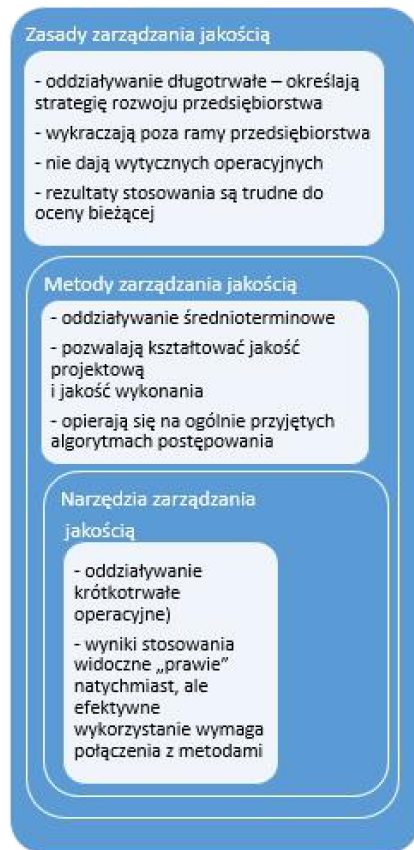 Zasady zarządzania jakością
- oddziaływanie długotrwałe – określają
strategię rozwoju przedsiębiorstwa
- wykraczają poza ramy przedsiębiorstwa
- nie dają wytycznych operacyjnych
- rezultaty stosowania są trudne do
oceny bieżącej
Metody zarządzania jakością
- oddziaływanie średnioterminowe
- pozwalają kształtować jakość
projektową
i jakość wykonania
- opierają się na ogólnie przyjętych
algorytmach postępowania
Narzędzia zarządzania
jakością
- oddziaływanie
krótkotrwałe
operacyjne)
- wyniki stosowania
widoczne „prawie”
natychmiast, ale
efektywne
wykorzystanie wymaga
połączenia z metodami